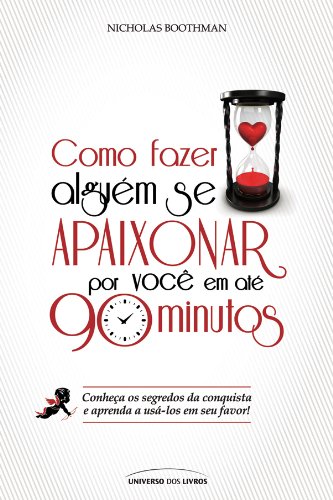 NICHOLAS BOOTHMAN
Como fazer
alguém se
APAIXONAR
por VOCÊ em até
90 minutos
Conheça os segredos da conquista
e aprenda a usá-los em seu favor!
UNIVERSO DOS LIVROS